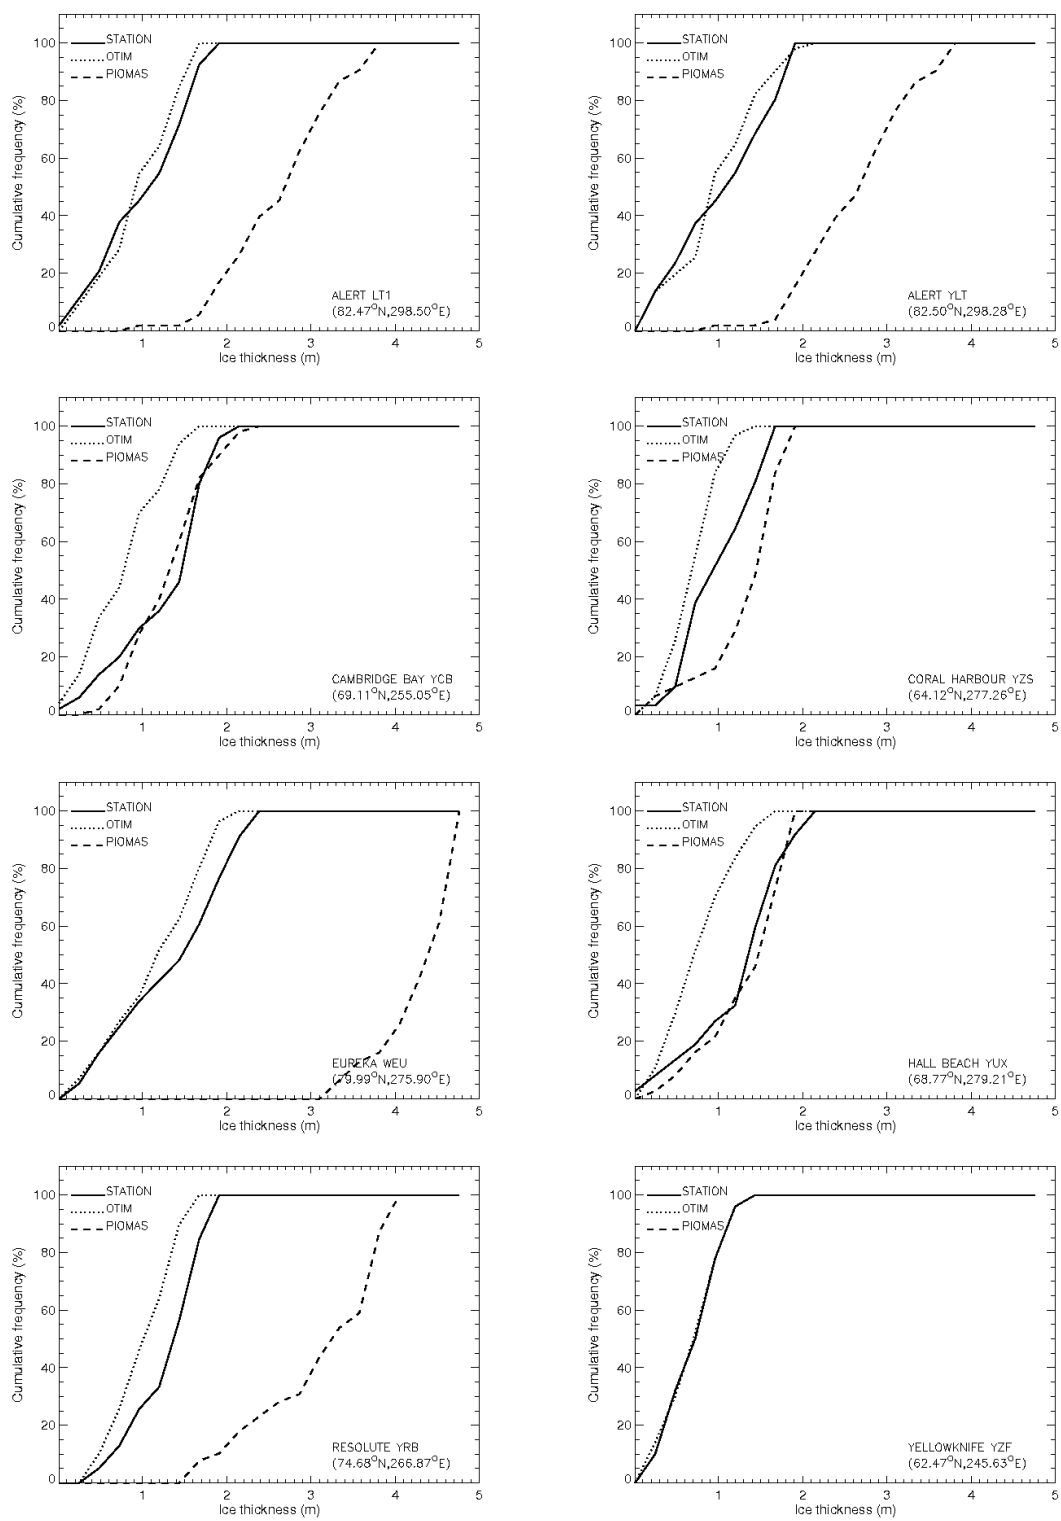 STATION
OTIM
PIOMAS
100
80
60
40
20
0
Cumulative frequency (%)
ALERT LT1
(82.47°N,298.50°E)
1 2 3 4 5
Ice thickness (m)
STATION
OTIM
PIOMAS
100
80
60
40
20
0
Cumulative frequency (%)
ALERT YLT
(82.50°N,298.28°E)
1 2 3 4 5
Ice thickness (m)
STATION
OTIM
PIOMAS
100
80
60
40
20
0
Cumulative frequency (%)
CAMBRIDGE BAY YCB
(69.11°N,255.05°E)
1 2 3 4 5
Ice thickness (m)
STATION
OTIM
PIOMAS
100
80
60
40
20
0
Cumulative frequency (%)
CORAL HARBOUR YZS
(64.12°N,277.26°E)
1 2 3 4 5
Ice thickness (m)
STATION
OTIM
PIOMAS
100
80
60
40
20
0
Cumulative frequency (%)
EUREKA WEU
(79.99°N,275.90°E)
1 2 3 4 5
Ice thickness (m)
STATION
OTIM
PIOMAS
100
80
60
40
20
0
Cumulative frequency (%)
HALL BEACH YUX
(68.77°N,279.21°E)
1 2 3 4 5
Ice thickness (m)
STATION
OTIM
PIOMAS
100
80
60
40
20
0
Cumulative frequency (%)
RESOLUTE YRB
(74.68°N,266.87°E)
1 2 3 4 5
Ice thickness (m)
STATION
OTIM
PIOMAS
100
80
60
40
20
0
Cumulative frequency (%)
YELLOWKNIFE YZF
(62.47°N,245.63°E)
1 2 3 4 5
Ice thickness (m)